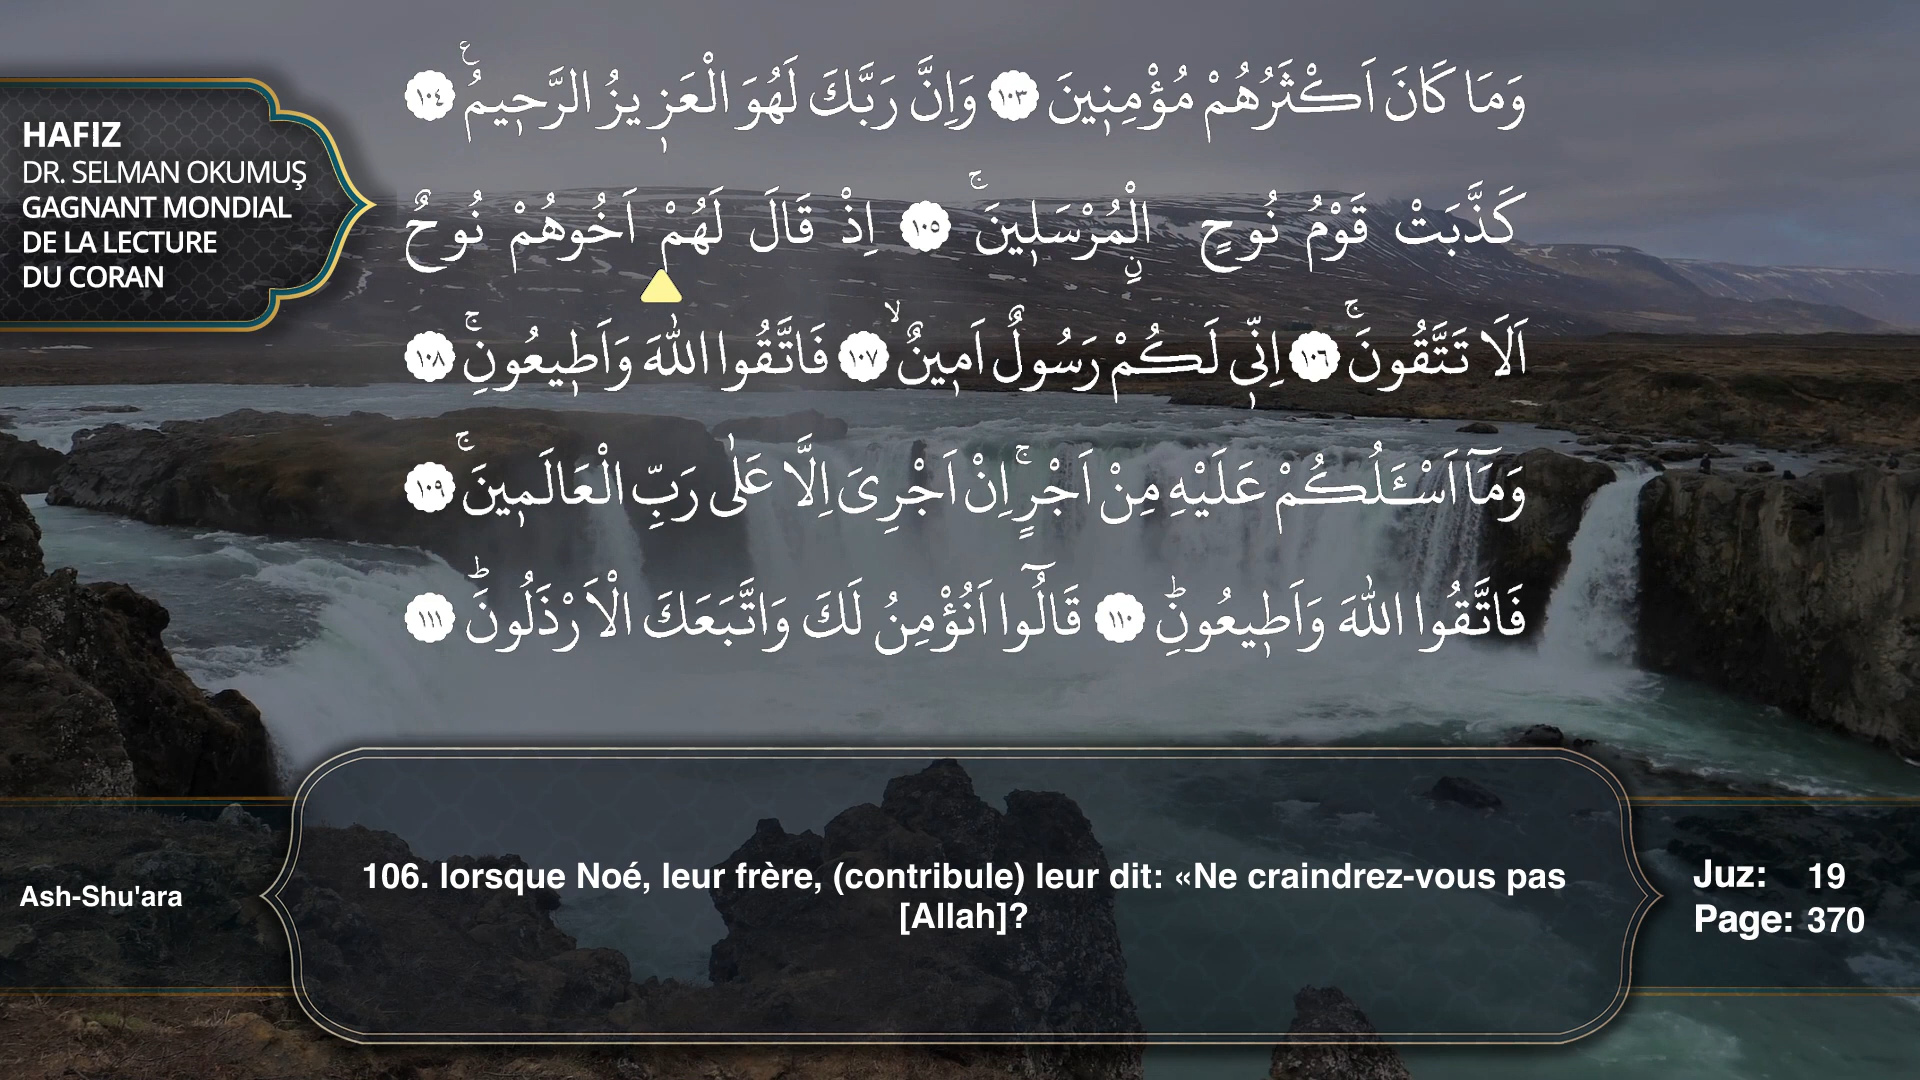 وَمَا كَانَ اَكْثَرُهُمْ مُؤْمِنٖينَ ١٠٣ وَاِنَّ رَبَّكَ لَهُوَ الْعَزٖيزُ الرَّحٖيمُ ع ١٠٤
كَذَّبَتْ قَوْمُ نُوحٍ ࣙالْمُرْسَلٖينَۚ ١٠٥ اِذْ قَالَ لَهُمْ اَخُوهُمْ نُوحٌ
اَلَا تَتَّقُونَۚ ١٠٦ اِنّٖي لَكُمْ رَسُولٌ اَمٖينٌۙ ١٠٧ فَاتَّقُوا اللّٰهَ وَاَطٖيعُونِۚ ١٠٨
وَمَٓا اَسْـَٔلُكُمْ عَلَيْهِ مِنْ اَجْرٍۚ اِنْ اَجْرِىَ اِلَّا عَلٰى رَبِّ الْعَالَمٖينَۚ ١٠٩
فَاتَّقُوا اللّٰهَ وَاَطٖيعُونِؕ ١١٠ قَالُٓوا اَنُؤْمِنُ لَكَ وَاتَّبَعَكَ الْاَرْذَلُونَؕ ١١١
HAFIZ
DR. SELMAN OKUMUŞ
GAGNANT MONDIAL
DE LA LECTURE
DU CORAN
106. lorsque Noé, leur frère, (contribule) leur dit: «Ne craindrez-vous pas
[Allah]?
Ash-Shu'ara
Juz: 19
Page: 370